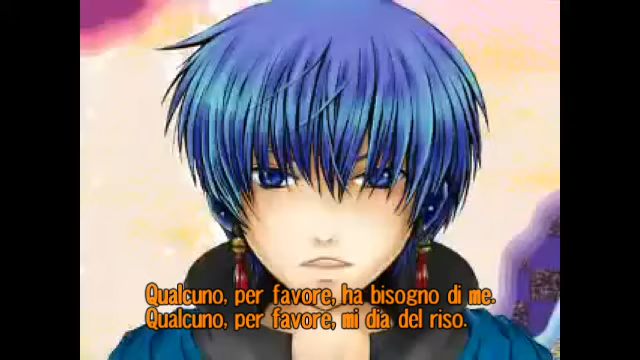 Qualcuno, per favore, ha bisogno di me.
Qualcuno, per favore, mi dia del riso.